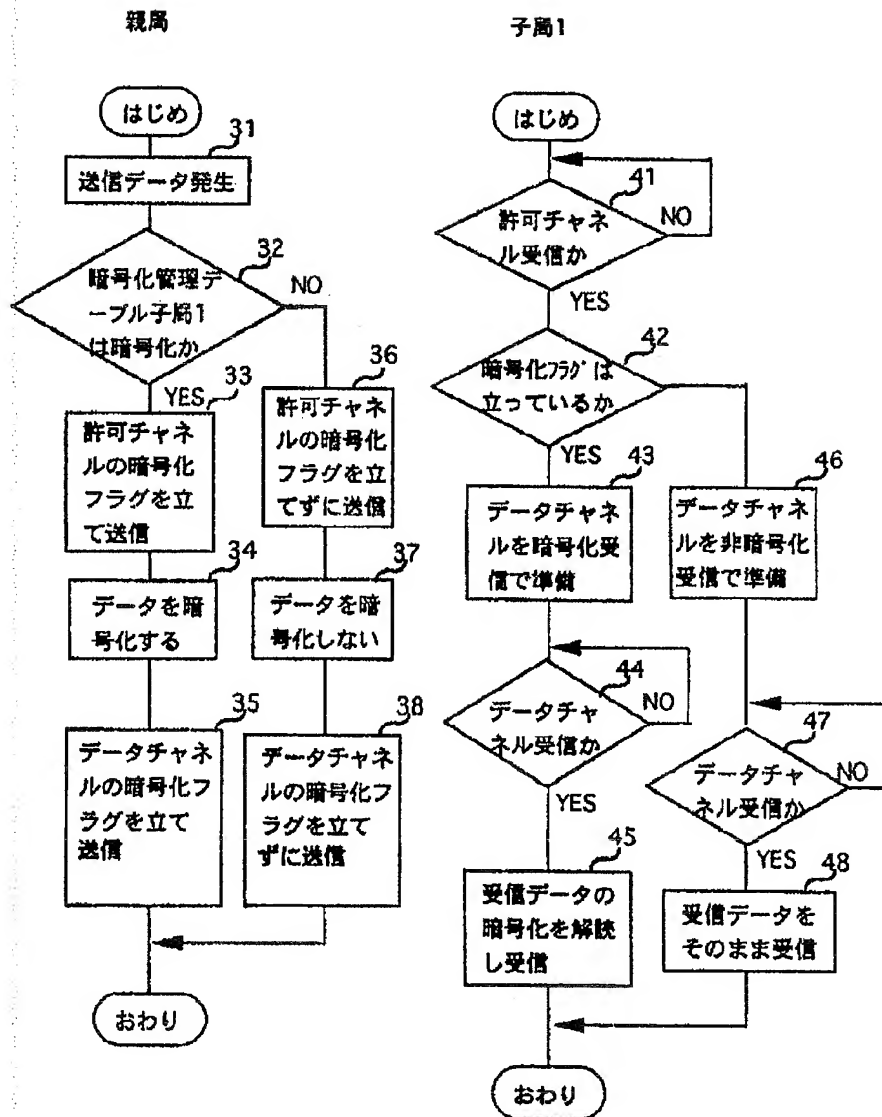 親局
はじめ
31
送信データ発生
32
暗号化管理デ
ーブル子局1
は暗号化か
NO
YES
33
許可チャネ
ルの暗号化
フラグを立
て送信
34
データを暗
号化する
35
データチャネ
ルの暗号化フ
ラグを立て
送信
36
許可チャネ
ルの暗号化
フラグを立
てずに送信
37
データを暗
号化しない
38
データチャネ
ルの暗号化フ
ラグを立て
ずに送信
おわり
子局1
はじめ
41
許可チャネ
ル受信か
NO
YES
42
暗号化フラグは
立っているか
YES
43
データチャネ
ルを暗号化受
信で準備
44
データチャ
ネル受信か
NO
YES
45
受信データの
暗号化を解読
し受信
46
データチャネ
ルを非暗号化
受信で準備
47
データチャ
ネル受信か
NO
YES
48
受信データを
そのまま受信
おわり